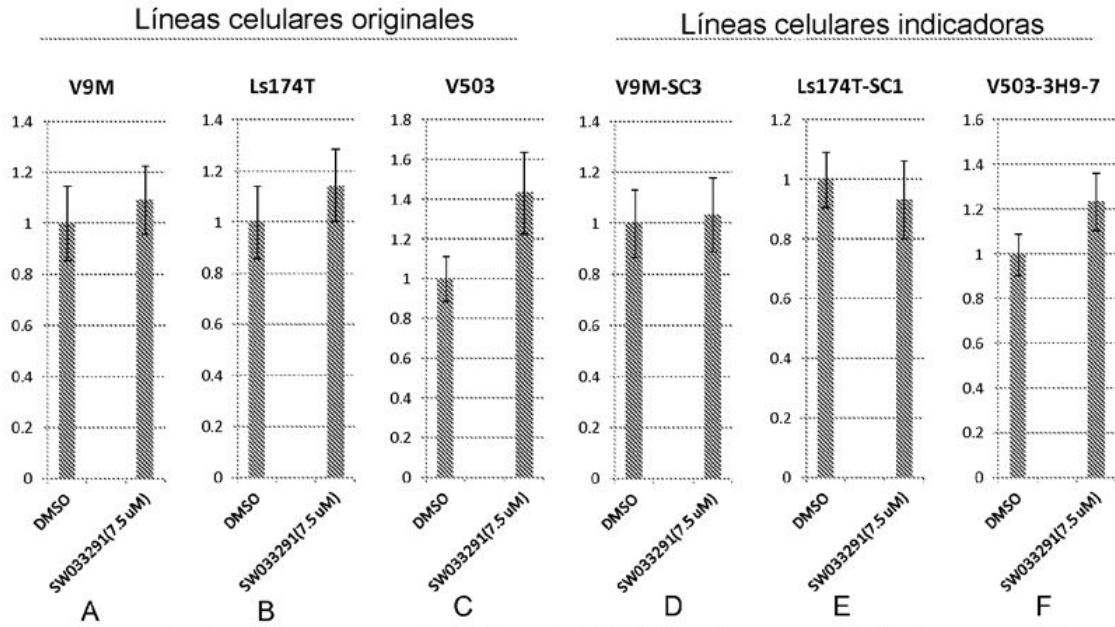 Líneas celulares originales
Líneas celulares indicadoras
V9M
Ls174T
V503
V9M-SC3
Ls174T-SC1
V503-3H9-7
1.4
1.2
1
0.8
0.6
0.4
0.2
0
DMSO
SW033291(7.5 uM)
A
1.4
1.2
1
0.8
0.6
0.4
0.2
0
DMSO
SW033291(7.5 uM)
B
1.8
1.6
1.4
1.2
1
0.8
0.6
0.4
0.2
0
DMSO
SW033291(7.5 uM)
C
1.4
1.2
1
0.8
0.6
0.4
0.2
0
DMSO
SW033291(7.5 uM)
D
1.2
1
0.8
0.6
0.4
0.2
0
DMSO
SW033291(7.5 uM)
E
1.6
1.4
1.2
1
0.8
0.6
0.4
0.2
0
DMSO
SW033291(7.5 uM)
F